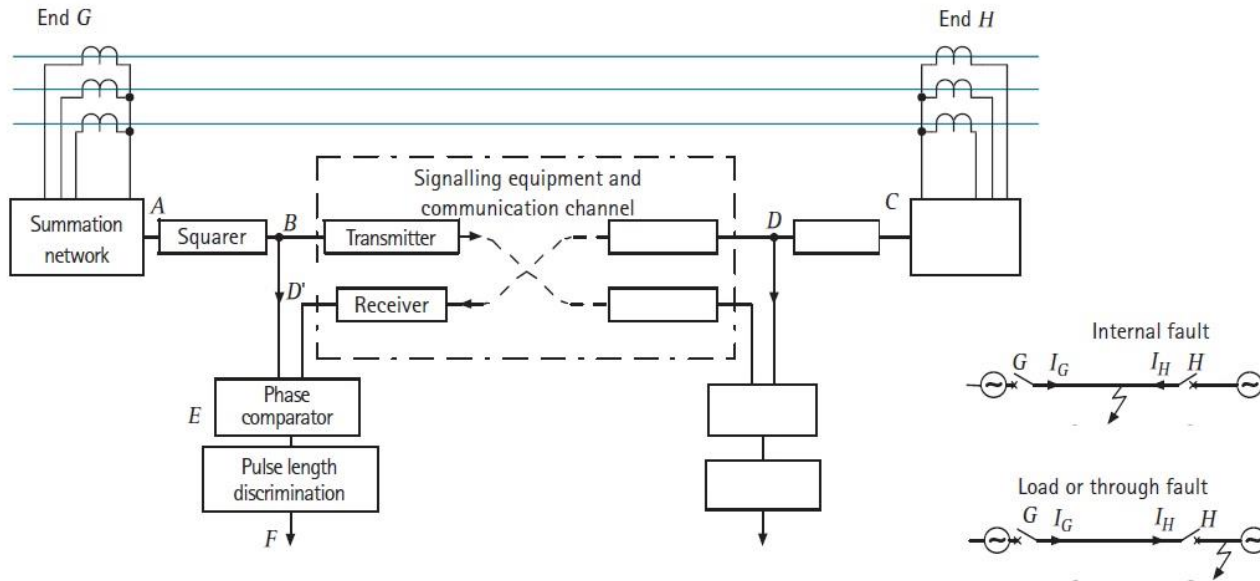 End G
End H
Signalling equipment and
communication channel
A
B
D
C
Summation
network
Squarer
Transmitter
D'
Receiver
Internal fault
G I_G I_H H
~ ~
E
Phase
comparator
Pulse length
discrimination
F
Load or through fault
G I_G I_H H
~ ~